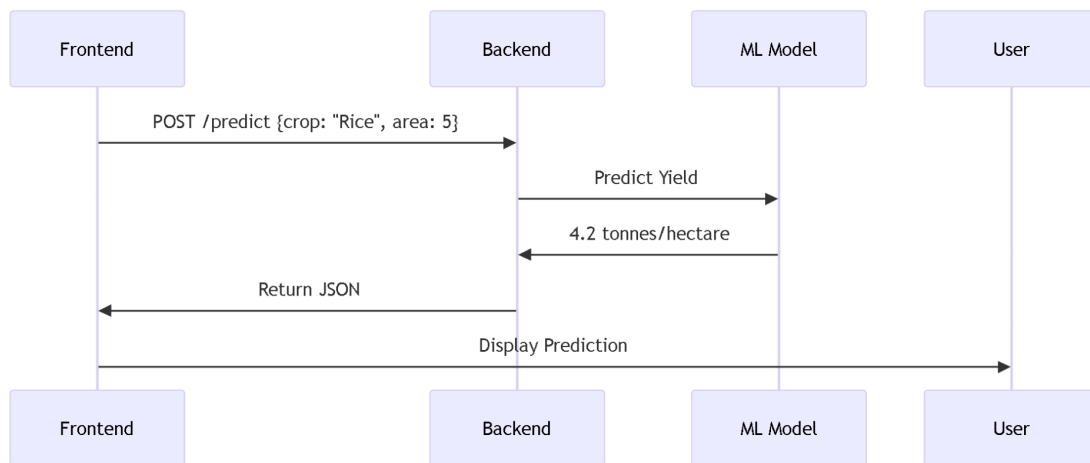 Frontend Backend ML Model User
POST /predict {crop: "Rice", area: 5}
Predict Yield
4.2 tonnes/hectare
Return JSON
Display Prediction
Frontend Backend ML Model User